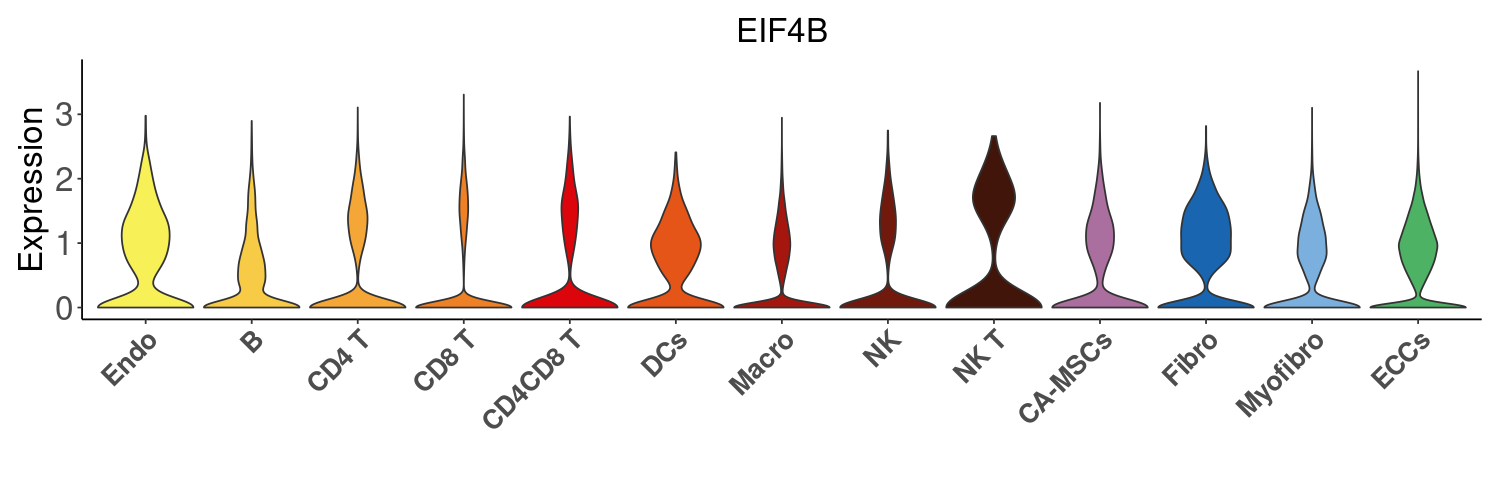 EIF4B
Expression
3
2
1
0
Endo
B
CD4 T
CD8 T
CD4CD8 T
DCs
Macro
NK
NK T
CA-MSCs
Fibro
Myofibro
ECCs